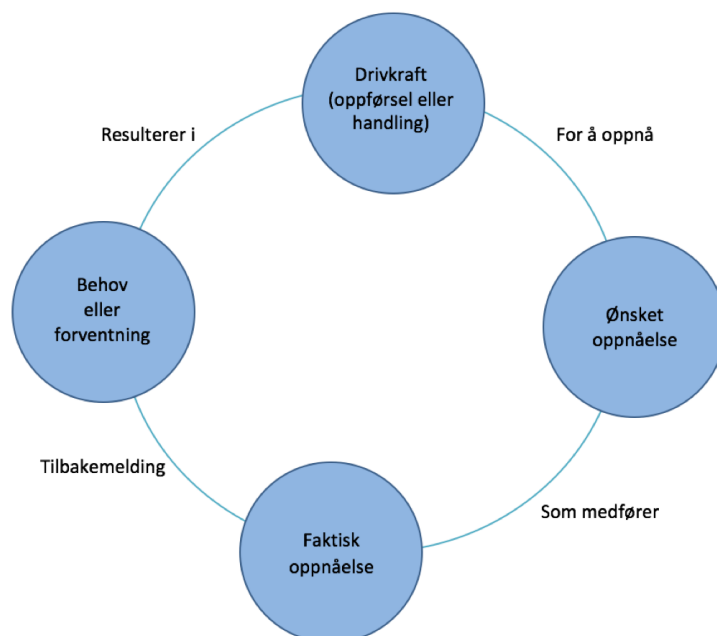 Drivkraft
(oppførsel eller
handling)
Resulterer i
For å oppnå
Behov
eller
forventning
Ønsket
oppnåelse
Tilbakemelding
Som medfører
Faktisk
oppnåelse